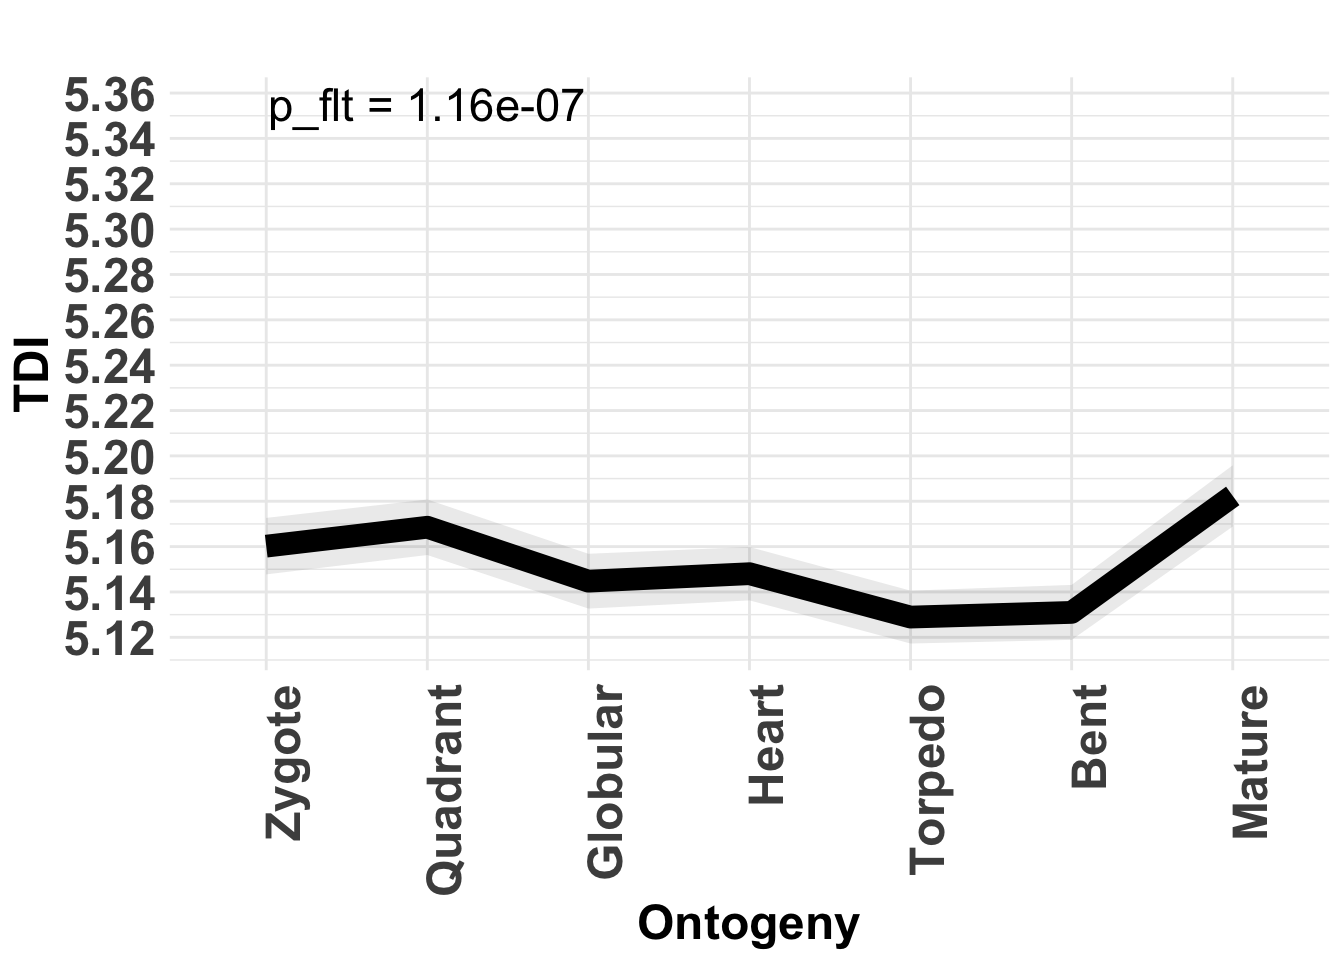 p_flt = 1.16e-07
TDI
5.36
5.34
5.32
5.30
5.28
5.26
5.24
5.22
5.20
5.18
5.16
5.14
5.12
Zygote
Quadrant
Globular
Heart
Torpedo
Bent
Mature
Ontogeny